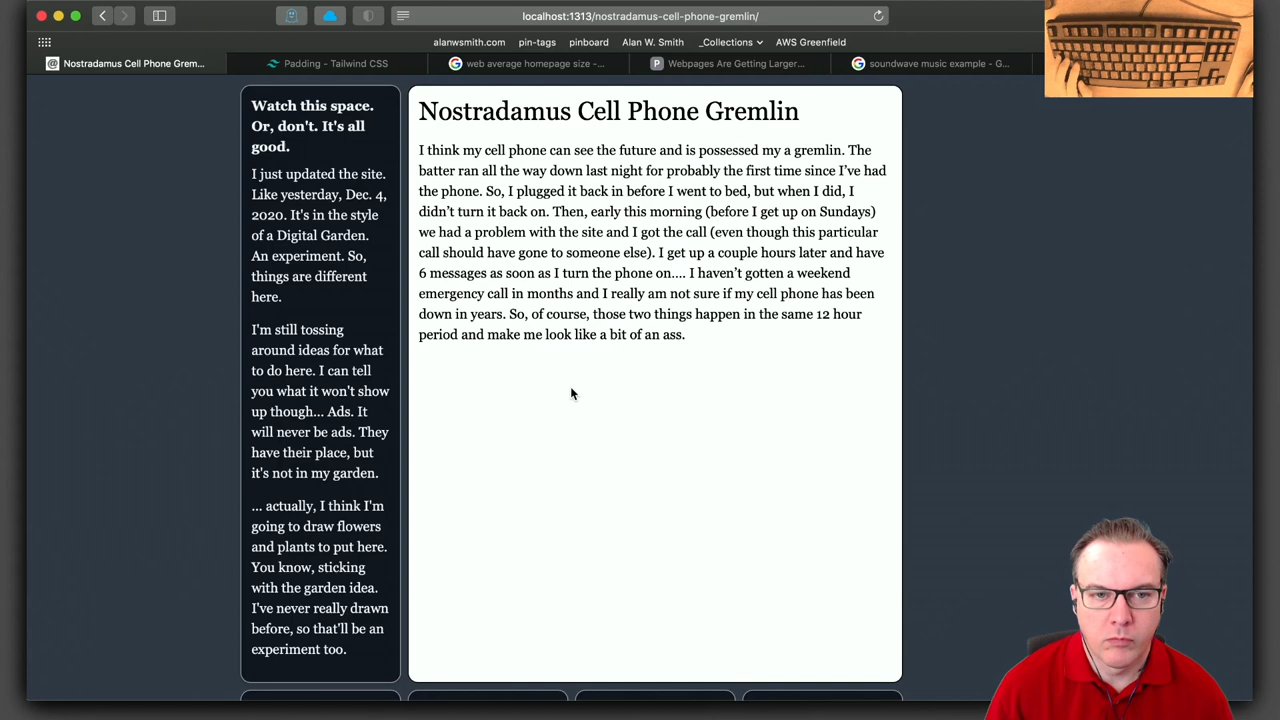 localhost:1313/nostradamus-cell-phone-gremlin/
alanwsmith.com pin-tags pinboard Alan W. Smith _Collections AWS Greenfield
Nostradamus Cell Phone Grem... Padding - Tailwind CSS web average homepage size -... Webpages Are Getting Larger... soundwave music example - G...
Watch this space.
Or, don't. It's all
good.
I just updated the site.
Like yesterday, Dec. 4,
2020. It's in the style
of a Digital Garden.
An experiment. So,
things are different
here.
I'm still tossing
around ideas for what
to do here. I can tell
you what it won't show
up though... Ads. It
will never be ads. They
have their place, but
it's not in my garden.
... actually, I think I'm
going to draw flowers
and plants to put here.
You know, sticking
with the garden idea.
I've never really drawn
before, so that'll be an
experiment too.
Nostradamus Cell Phone Gremlin
I think my cell phone can see the future and is possessed my a gremlin. The
batter ran all the way down last night for probably the first time since I’ve had
the phone. So, I plugged it back in before I went to bed, but when I did, I
didn’t turn it back on. Then, early this morning (before I get up on Sundays)
we had a problem with the site and I got the call (even though this particular
call should have gone to someone else). I get up a couple hours later and have
6 messages as soon as I turn the phone on…. I haven’t gotten a weekend
emergency call in months and I really am not sure if my cell phone has been
down in years. So, of course, those two things happen in the same 12 hour
period and make me look like a bit of an ass.